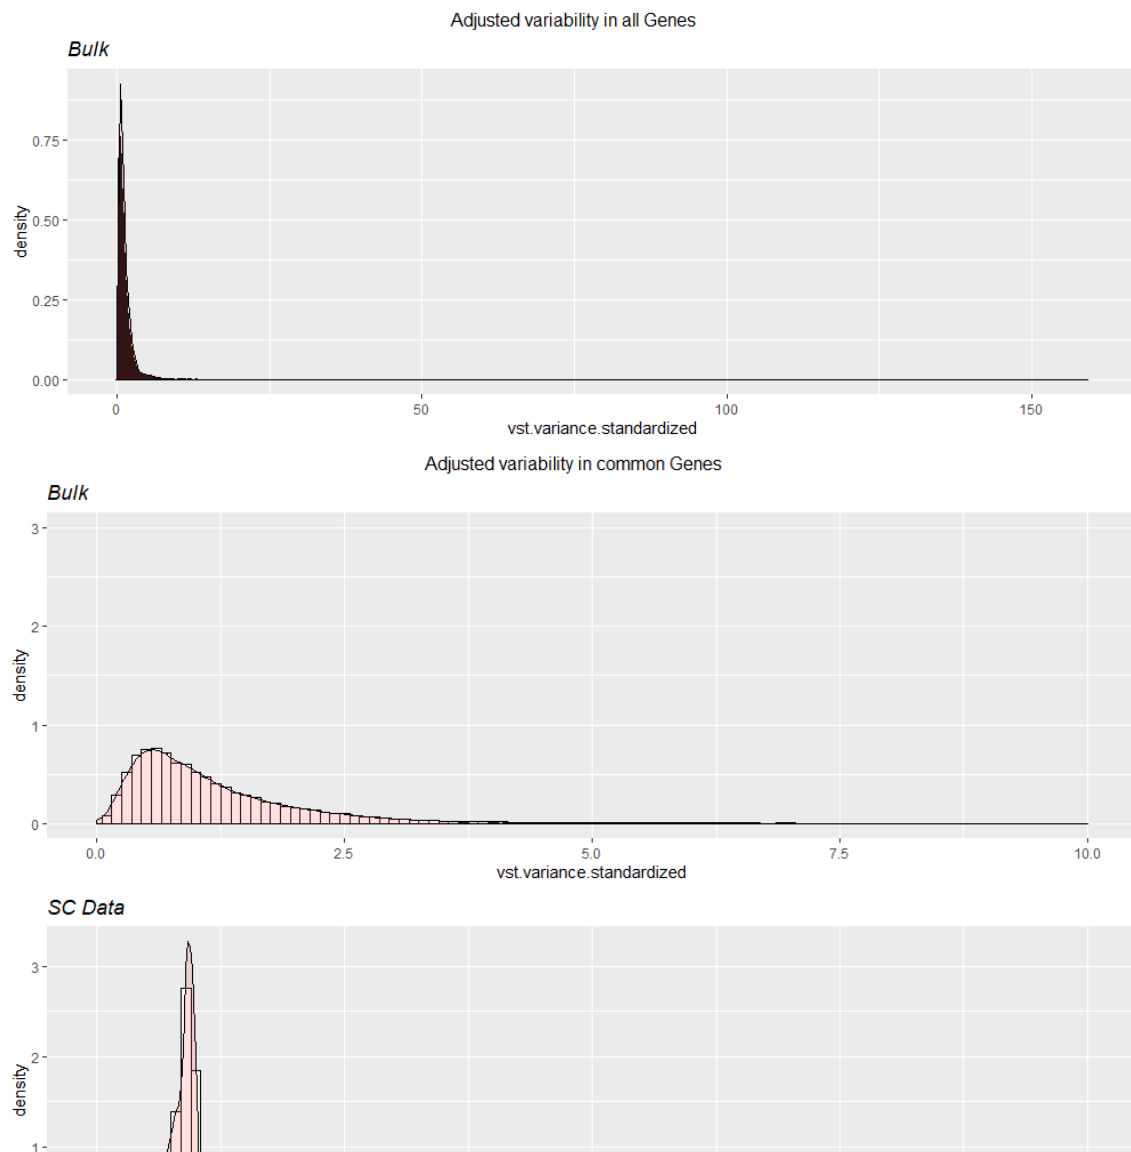 Adjusted variability in all Genes
Bulk
density
0.75
0.50
0.25
0.00
0 50 100 150
vst.variance.standardized
Adjusted variability in common Genes
Bulk
density
3
2
1
0
0.0 2.5 5.0 7.5 10.0
vst.variance.standardized
SC Data
density
3
2
1